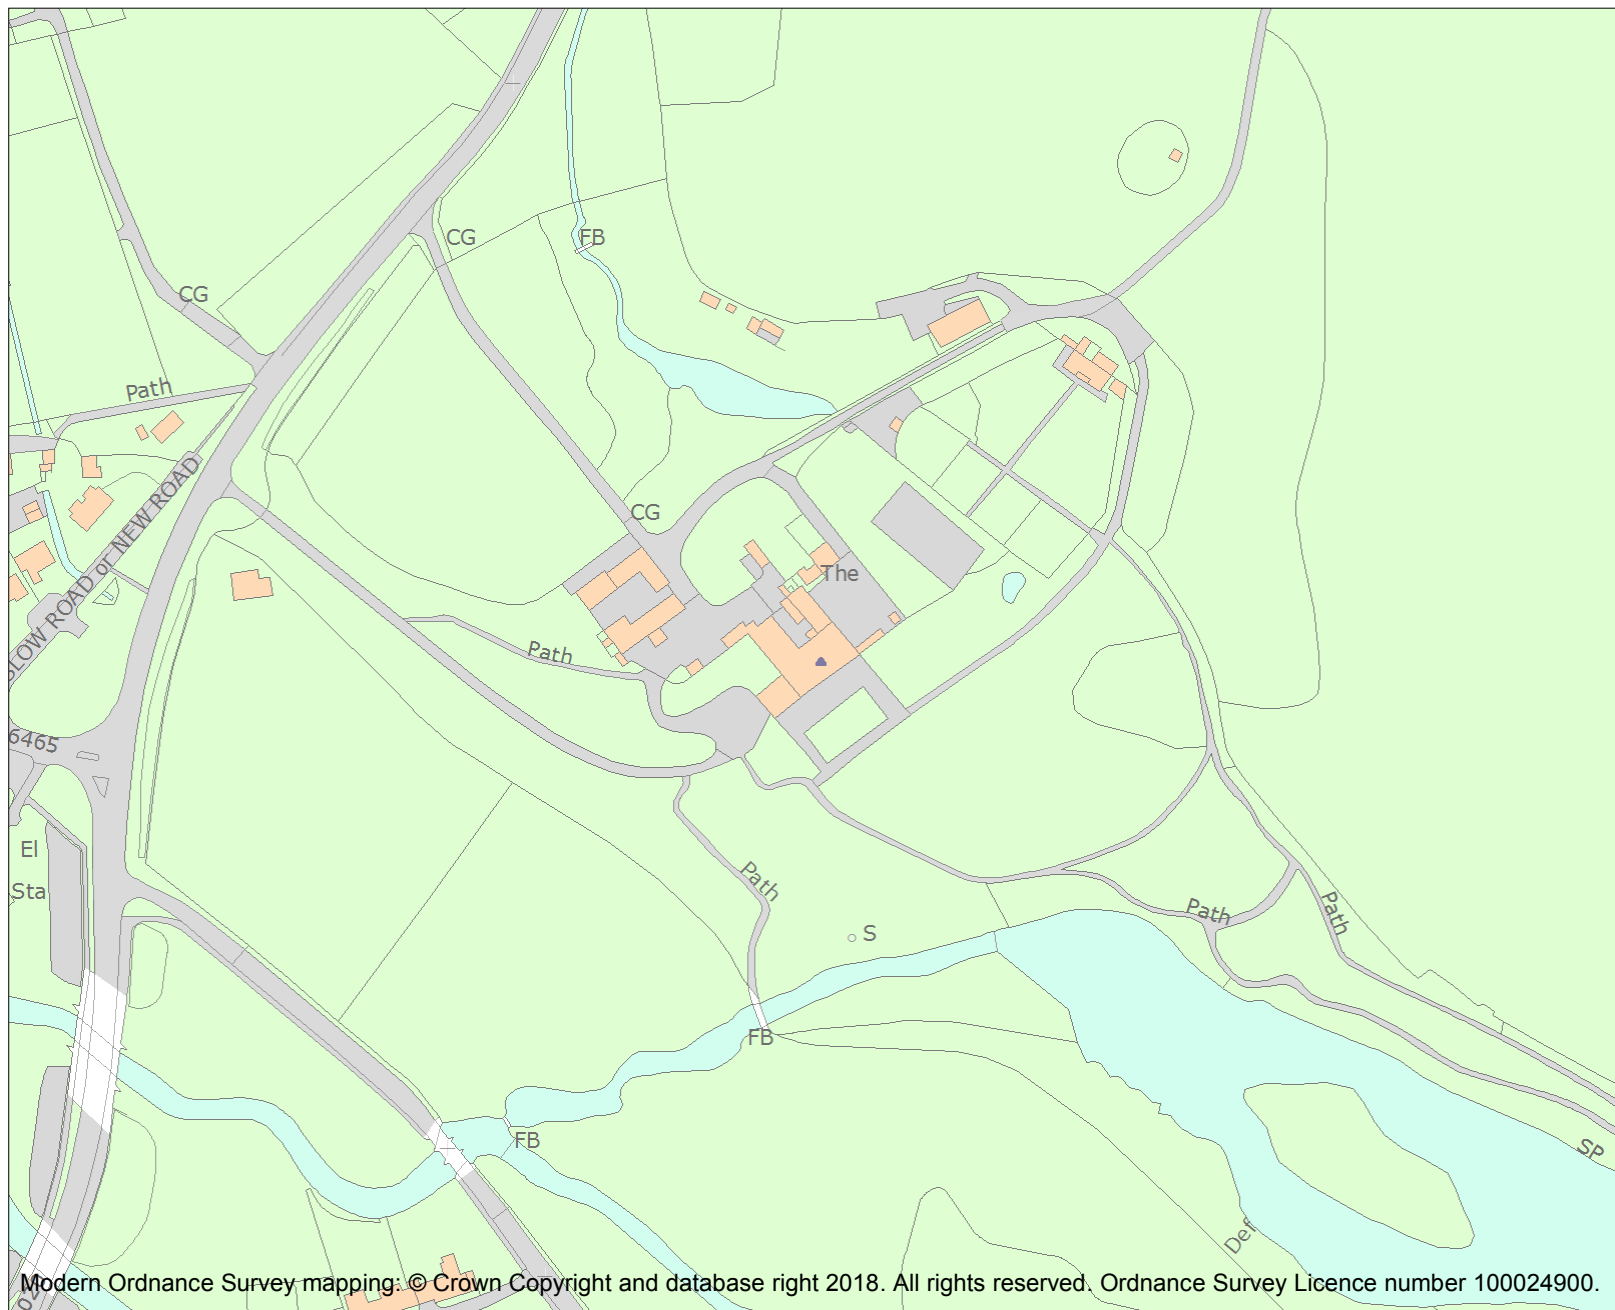 CG
FB
CG
Path
CG
SLOW ROAD or NEW ROAD
The
Path
6465
El
Sta
Path
S
Path
Path
FB
FB
SP
Def
Modern Ordnance Survey mapping: © Crown Copyright and database right 2018. All rights reserved. Ordnance Survey Licence number 100024900.